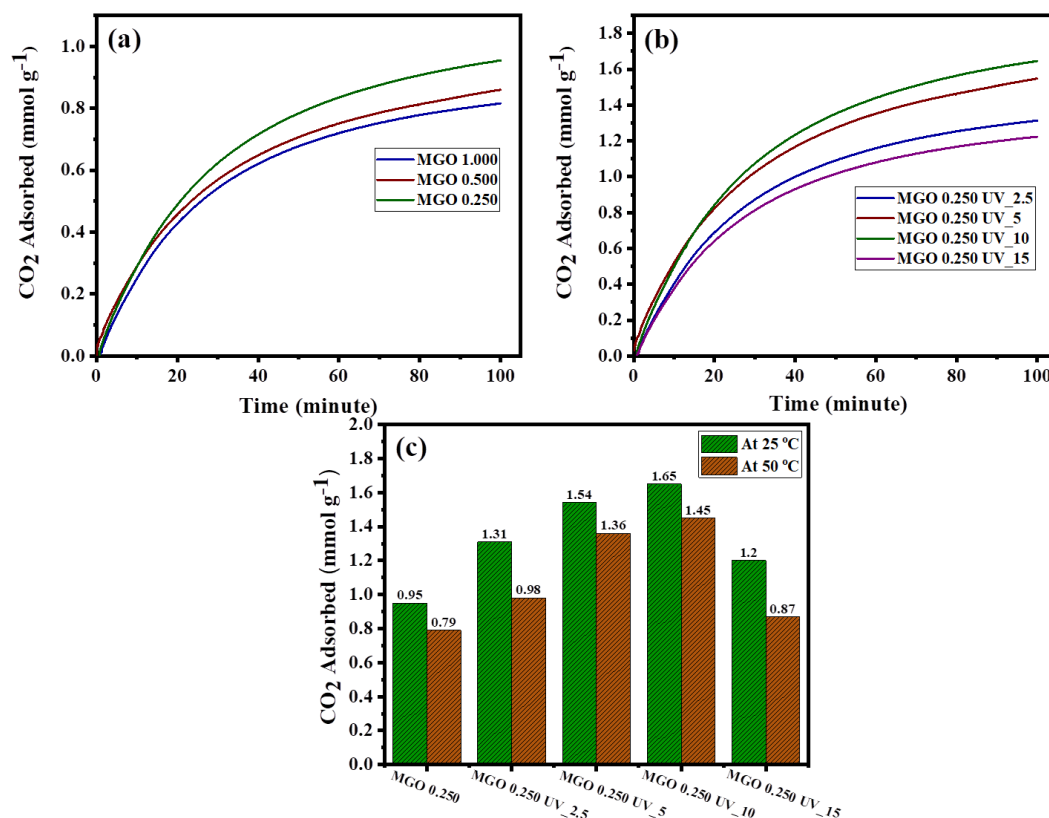 (a)
CO2 Adsorbed (mmol g-1)
1.0
0.8
0.6
0.4
0.2
0.0
MGO 1.000
MGO 0.500
MGO 0.250
0 20 40 60 80 100
Time (minute)
(b)
CO2 Adsorbed (mmol g-1)
1.8
1.6
1.4
1.2
1.0
0.8
0.6
0.4
0.2
0.0
MGO 0.250 UV_2.5
MGO 0.250 UV_5
MGO 0.250 UV_10
MGO 0.250 UV_15
0 20 40 60 80 100
Time (minute)
(c)
CO2 Adsorbed (mmol g-1)
2.0
1.8
1.6
1.4
1.2
1.0
0.8
0.6
0.4
0.2
0.0
At 25 ºC
At 50 ºC
0.95
0.79
1.31
0.98
1.54
1.36
1.65
1.45
1.2
0.87
MGO 0.250
MGO 0.250 UV_2.5
MGO 0.250 UV_5
MGO 0.250 UV_10
MGO 0.250 UV_15